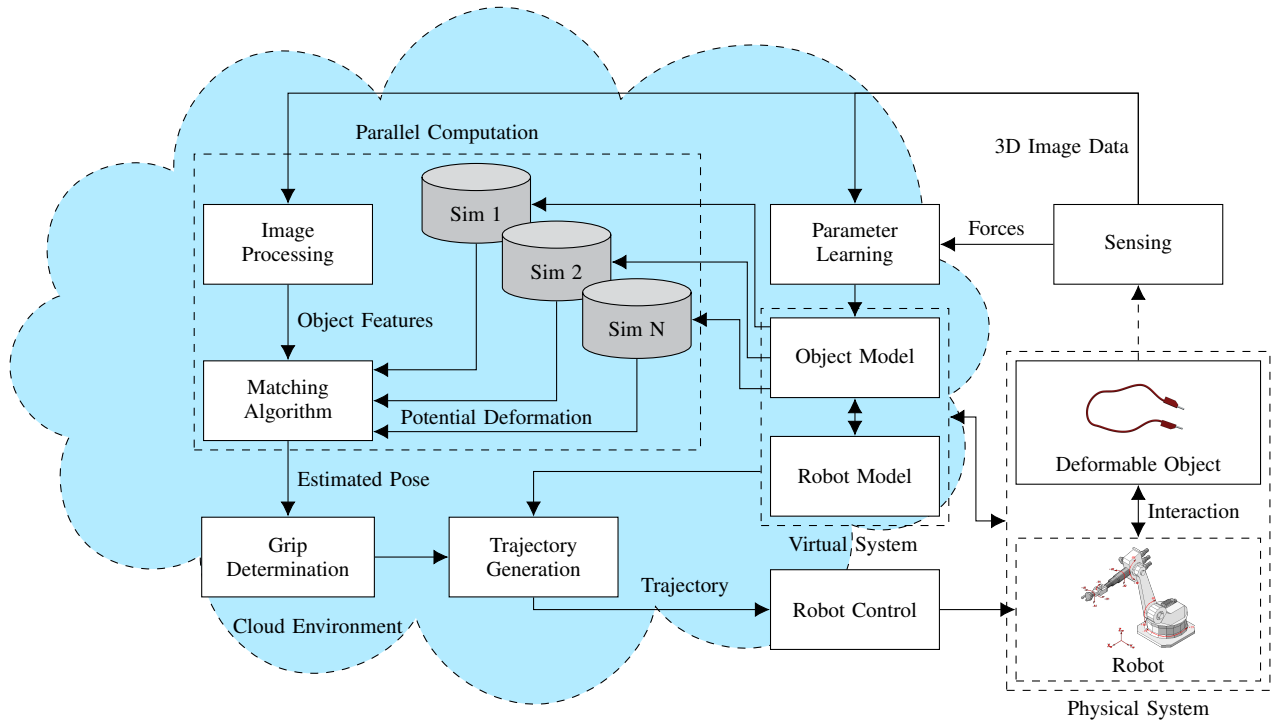 Parallel Computation
3D Image Data
Image
Processing
Sim 1
Sim 2
Sim N
Parameter
Learning
Forces
Sensing
Object Features
Object Model
Matching
Algorithm
Potential Deformation
Deformable Object
Estimated Pose
Robot Model
Interaction
Grip
Determination
Trajectory
Generation
Virtual System
Trajectory
Robot Control
Cloud Environment
Robot
Physical System